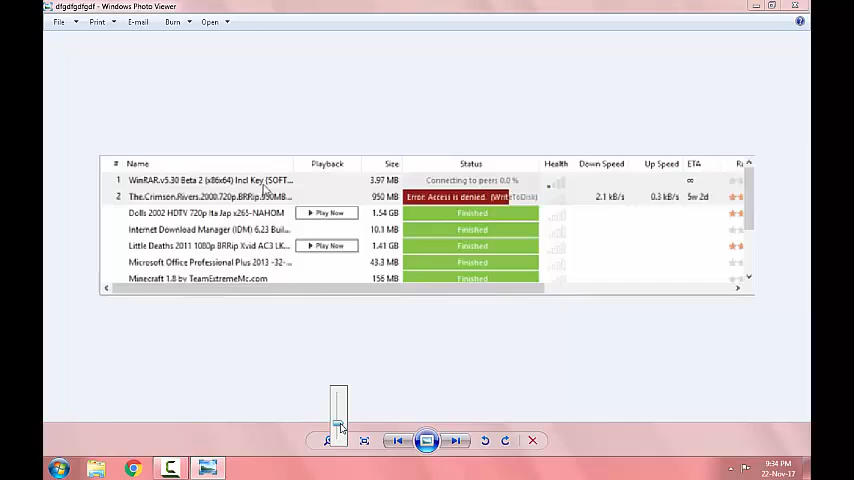 dfgdfgdfgdf - Windows Photo Viewer
File Print E-mail Burn Open
# Name Playback Size Status Health Down Speed Up Speed ETA
1 WinRAR.v5.30 Beta 2 (x86x64) Incl Key {SOFT... 3.97 MB Connecting to peers 0.0 % ∞
2 The.Crimson.Rivers.2000.720p.BRRip.950MB... 950 MB Error: Access is denied. (WriteToDisk) 2.1 kB/s 0.3 kB/s 5w 2d
Dolls 2002 HDTV 720p Ita Jap x265-NAHOM Play Now 1.54 GB Finished
Internet Download Manager (IDM) 6.23 Buil... 10.1 MB Finished
Little Deaths 2011 1080p BRRip Xvid AC3 LK... Play Now 1.41 GB Finished
Microsoft Office Professional Plus 2013 -32-... 43.3 MB Finished
Minecraft 1.8 by TeamExtremeMc.com 156 MB Finished
9:34 PM
22-Nov-17